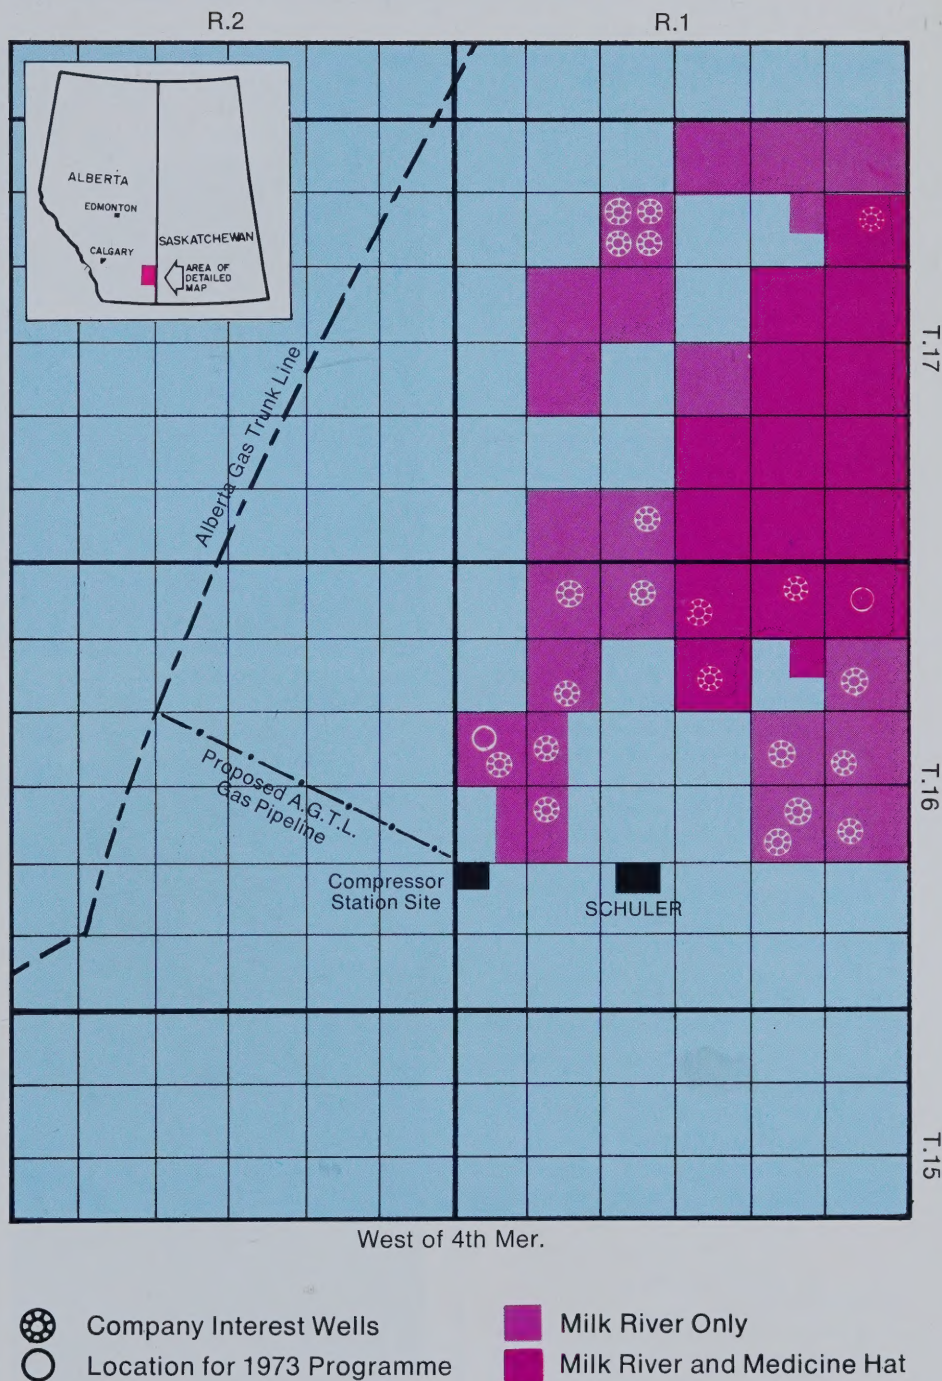 R.2
R.1
ALBERTA
EDMONTON
CALGARY
SASKATCHEWAN
AREA OF
DETAILED
MAP
T.17
Alberta Gas Trunk Line
Proposed A.G.T.L.
Gas Pipeline
T.16
Compressor
Station Site
SCHULER
T.15
West of 4th Mer.
Company Interest Wells
Milk River Only
Location for 1973 Programme
Milk River and Medicine Hat